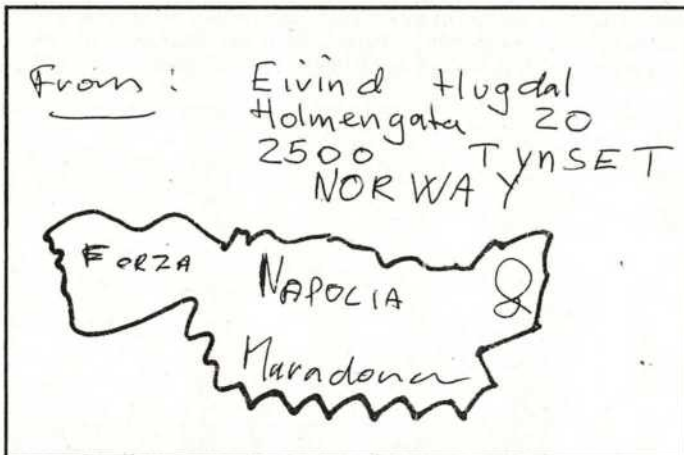 From: Eivind Hugdal
Holmengata 20
2500 TYNSET
NORWAY
FORZA NAPOLIA &
Maradona